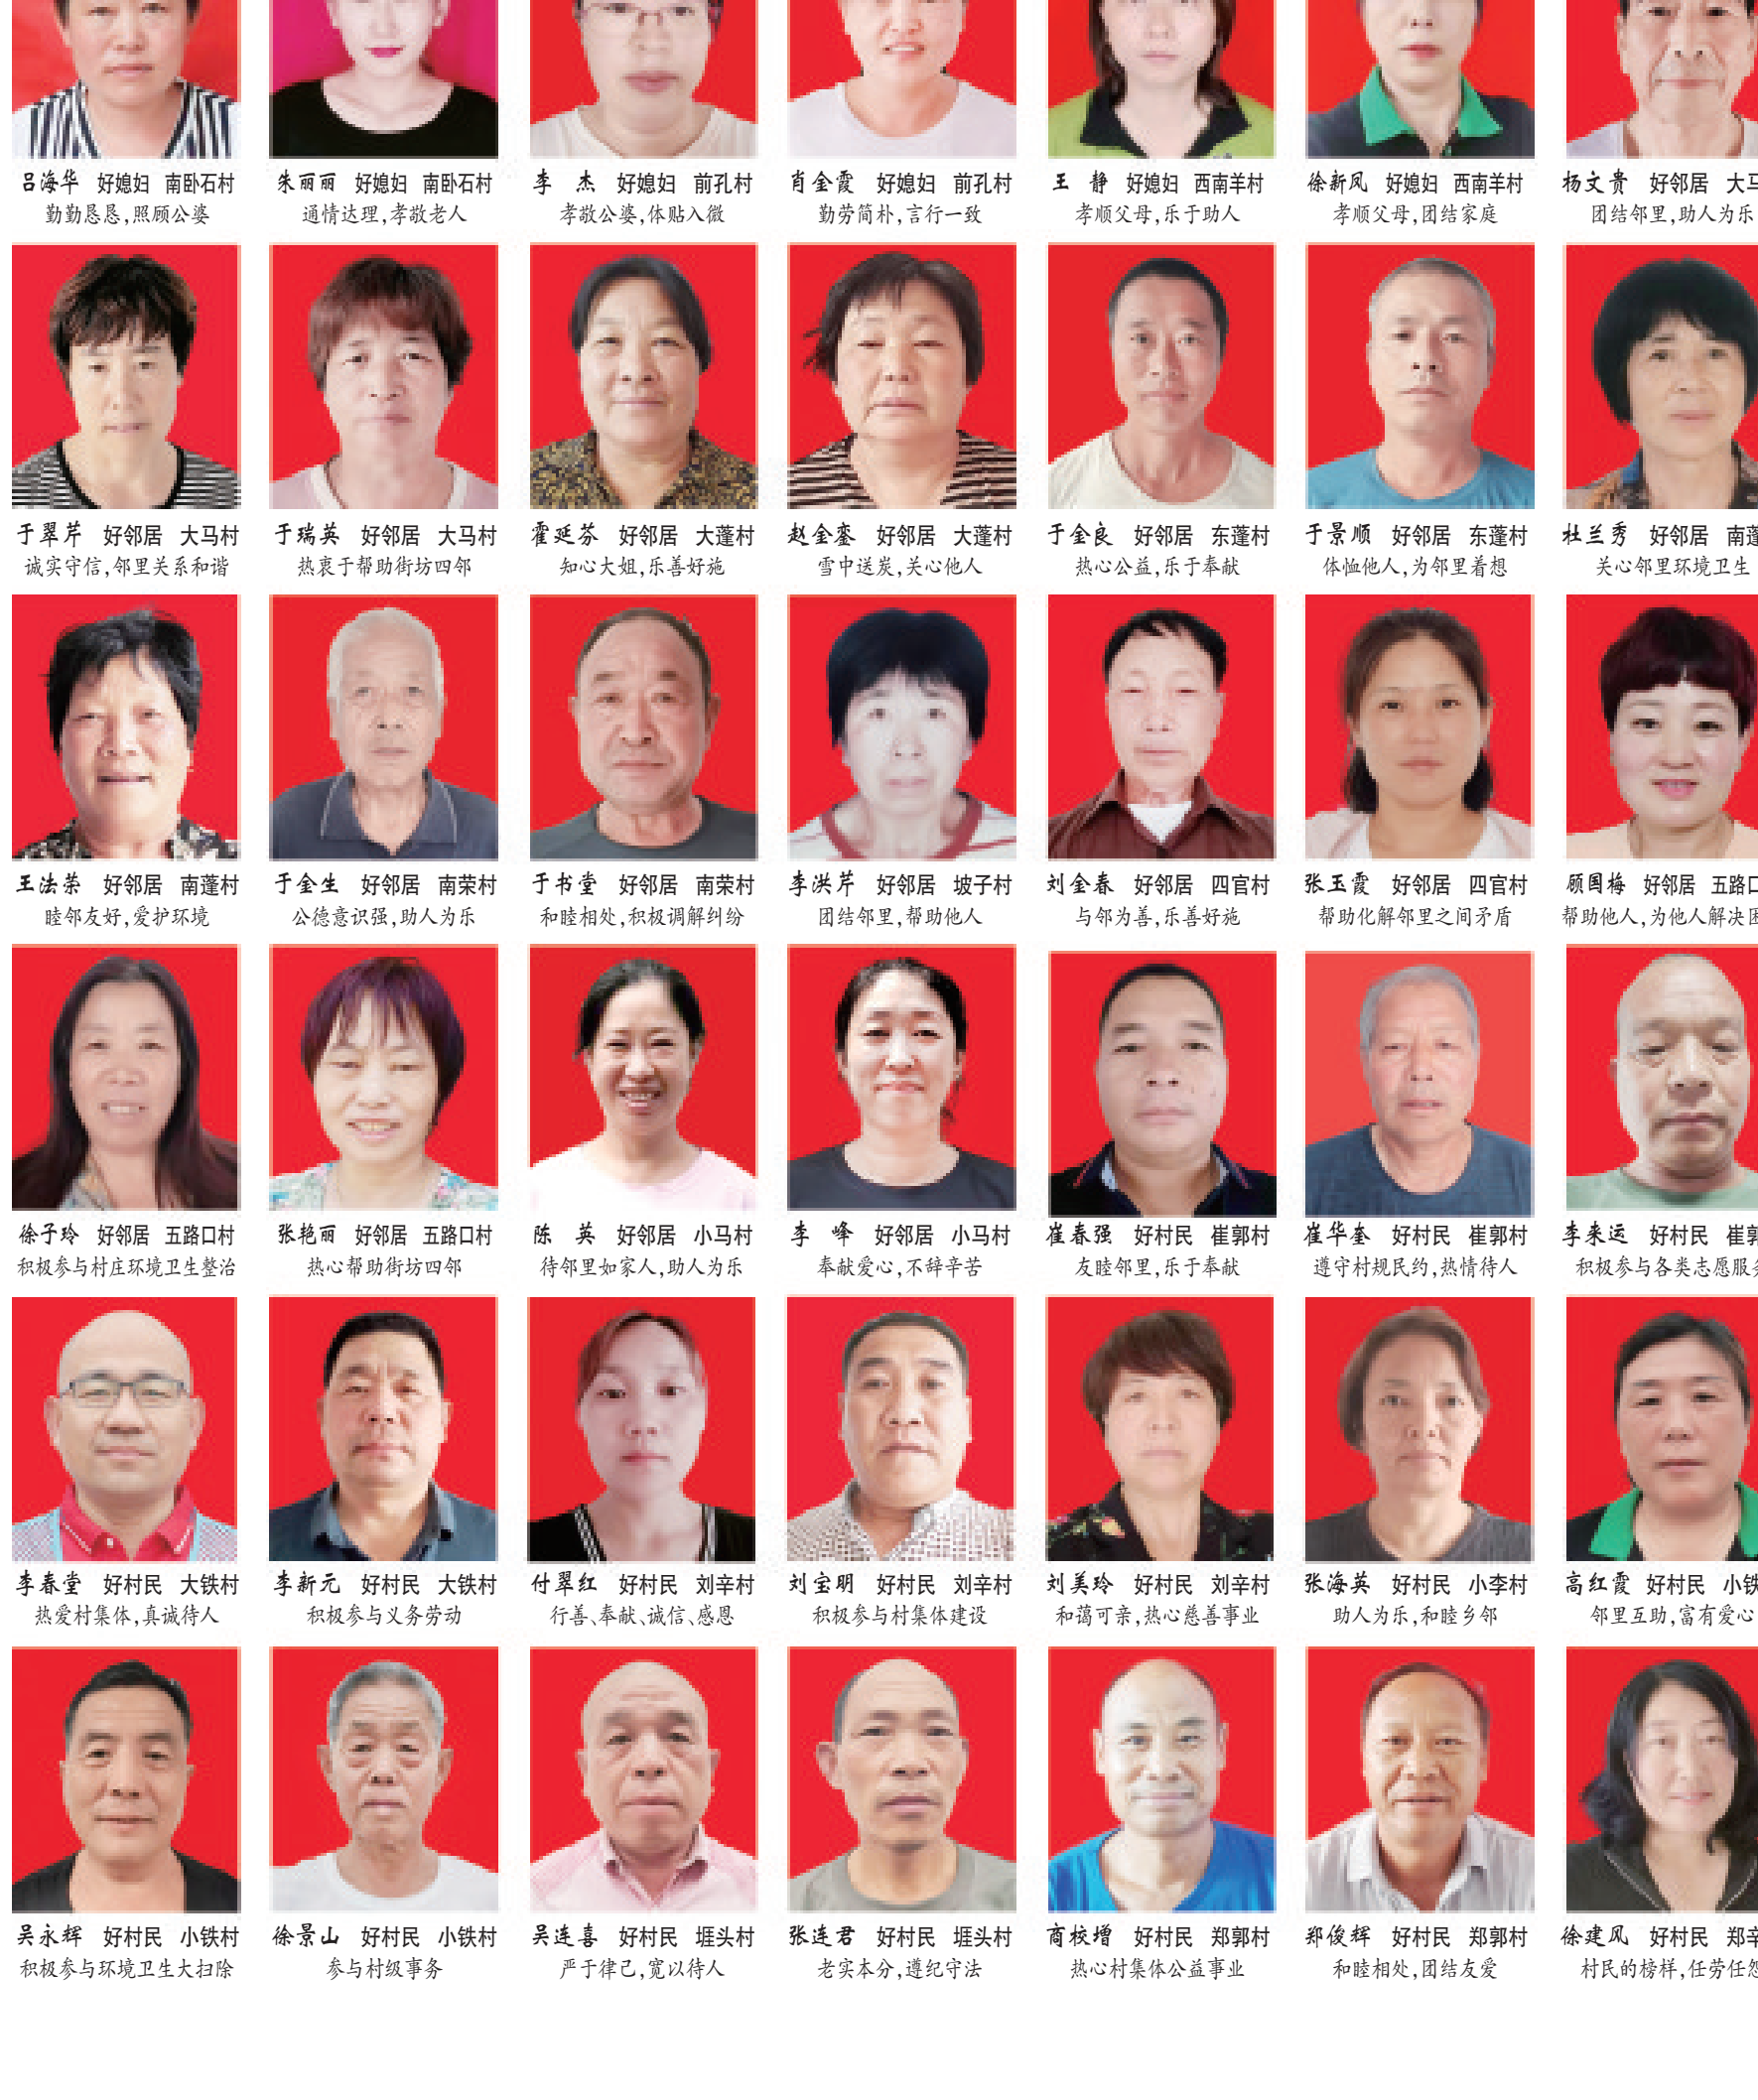 吕海华 好媳妇 南卧石村
勤勤恳恳,照顾公婆
朱丽丽 好媳妇 南卧石村
通情达理,孝敬老人
李 杰 好媳妇 前孔村
孝敬公婆,体贴入微
肖金霞 好媳妇 前孔村
勤劳简朴,言行一致
王 静 好媳妇 西南羊村
孝顺父母,乐于助人
徐新凤 好媳妇 西南羊村
孝顺父母,团结家庭
杨文贵 好邻居 大马
团结邻里,助人为乐
于翠芹 好邻居 大马村
诚实守信,邻里关系和谐
于瑞英 好邻居 大马村
热衷于帮助街坊四邻
霍延芬 好邻居 大蓬村
知心大姐,乐善好施
赵金銮 好邻居 大蓬村
雪中送炭,关心他人
于金良 好邻居 东蓬村
热心公益,乐于奉献
于景顺 好邻居 东蓬村
体恤他人,为邻里着想
杜兰秀 好邻居 南蓬
关心邻里环境卫生
王法荣 好邻居 南蓬村
睦邻友好,爱护环境
于金生 好邻居 南荣村
公德意识强,助人为乐
于书堂 好邻居 南荣村
和睦相处,积极调解纠纷
李洪芹 好邻居 坡子村
团结邻里,帮助他人
刘金春 好邻居 四官村
与邻为善,乐善好施
张玉霞 好邻居 四官村
帮助化解邻里之间矛盾
顾国梅 好邻居 五路口
帮助他人,为他人解决困
徐子玲 好邻居 五路口村
积极参与村庄环境卫生整治
张艳丽 好邻居 五路口村
热心帮助街坊四邻
陈 英 好邻居 小马村
待邻里如家人,助人为乐
李 峰 好邻居 小马村
奉献爱心,不辞辛苦
崔春强 好村民 崔郭村
友睦邻里,乐于奉献
崔华奎 好村民 崔郭村
遵守村规民约,热情待人
李来运 好村民 崔郭
积极参与各类志愿服务
李春堂 好村民 大铁村
热爱村集体,真诚待人
李新元 好村民 大铁村
积极参与义务劳动
付翠红 好村民 刘辛村
行善、奉献、诚信、感恩
刘宝明 好村民 刘辛村
积极参与村集体建设
刘美玲 好村民 刘辛村
和蔼可亲,热心慈善事业
张海英 好村民 小李村
助人为乐,和睦乡邻
高红霞 好村民 小铁
邻里互助,富有爱心
吴永辉 好村民 小铁村
积极参与环境卫生大扫除
徐景山 好村民 小铁村
参与村级事务
吴连喜 好村民 堐头村
严于律己,宽以待人
张连君 好村民 堐头村
老实本分,遵纪守法
商校增 好村民 郑郭村
热心村集体公益事业
郑俊辉 好村民 郑郭村
和睦相处,团结友爱
徐建风 好村民 郑辛
村民的榜样,任劳任怨